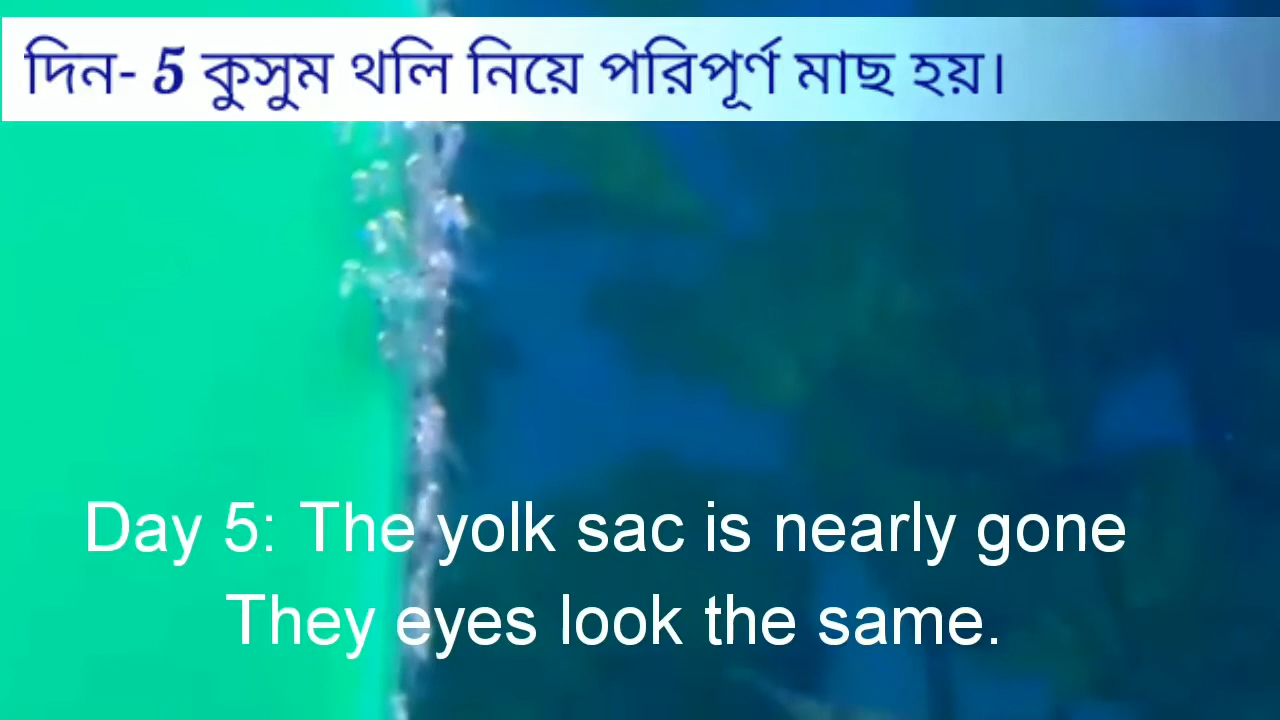 দিন- 5 কুসুম থলি নিয়ে পরিপূর্ণ মাছ হয়।
Day 5: The yolk sac is nearly gone
They eyes look the same.